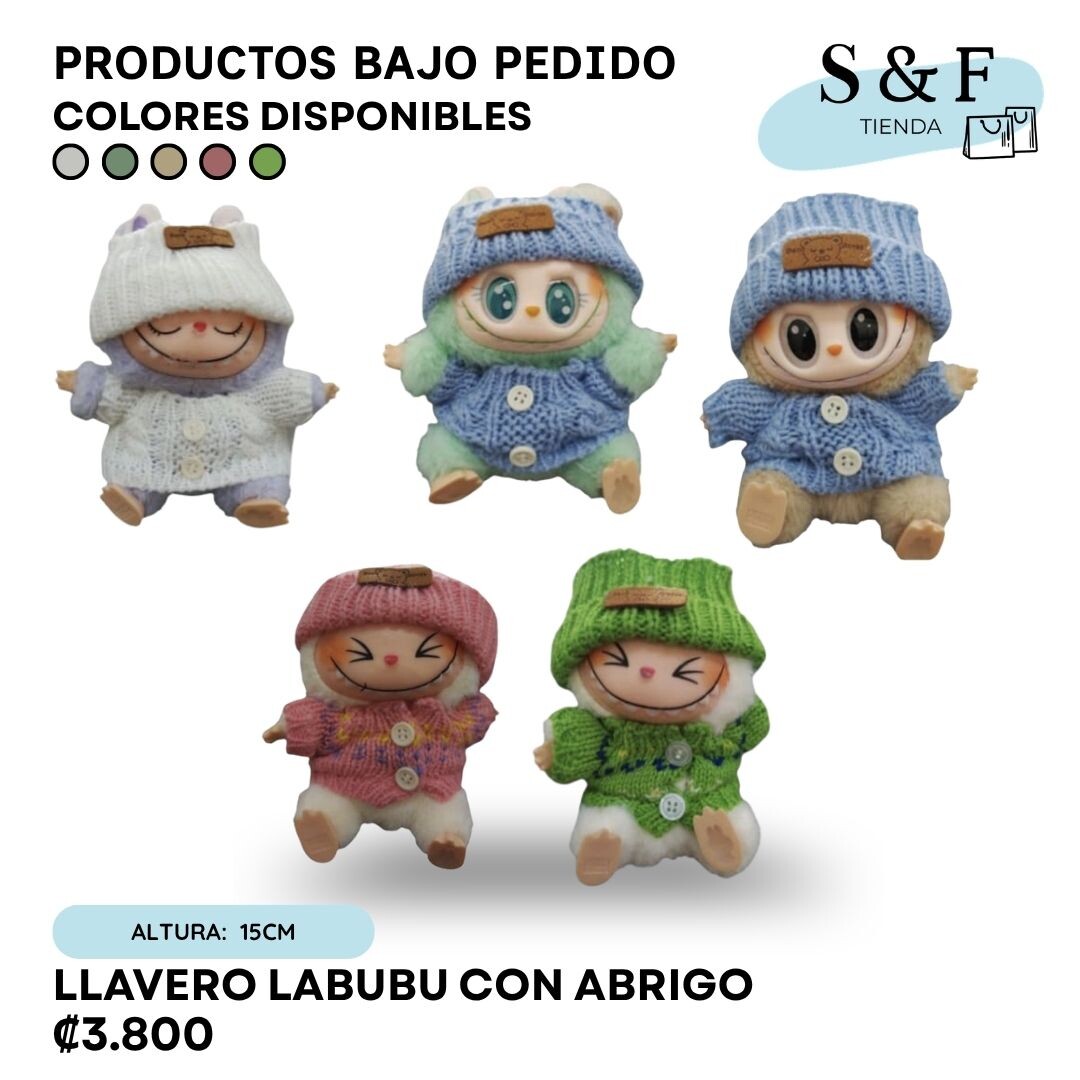 PRODUCTOS BAJO PEDIDO
COLORES DISPONIBLES
S & F
TIENDA
ALTURA: 15CM
LLAVERO LABUBU CON ABRIGO
₡3.800